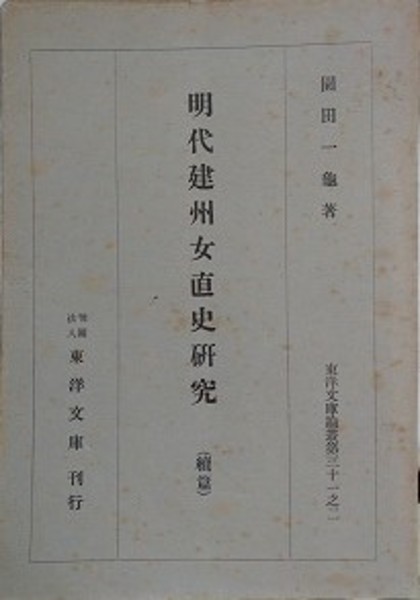 園田一龜著
東洋文庫論叢第三十一之二
明代建州女直史研究
(續篇)
財團法人
東洋文庫刊行